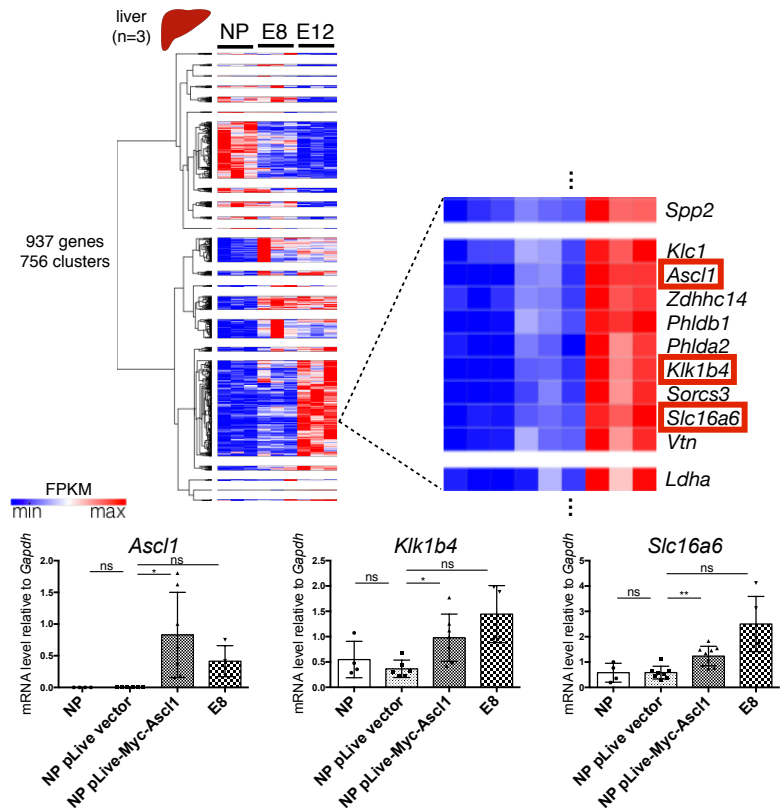 liver
(n=3)
NP E8 E12
937 genes
756 clusters
FPKM
min max
...
Spp2
Klc1
Ascl1
Zdhhc14
Phldb1
Phlda2
Klk1b4
Sorcs3
Slc16a6
Vtn
Ldha
...
Ascl1
mRNA level relative to Gapdh
2.0
1.5
1.0
0.5
0.0
ns
ns
*
NP
NP pLive vector
NP pLive-Myc-Ascl1
E8
Klk1b4
mRNA level relative to Gapdh
2.5
2.0
1.5
1.0
0.5
0.0
ns
ns
*
NP
NP pLive vector
NP pLive-Myc-Ascl1
E8
Slc16a6
mRNA level relative to Gapdh
5
4
3
2
1
0
ns
ns
**
NP
NP pLive vector
NP pLive-Myc-Ascl1
E8